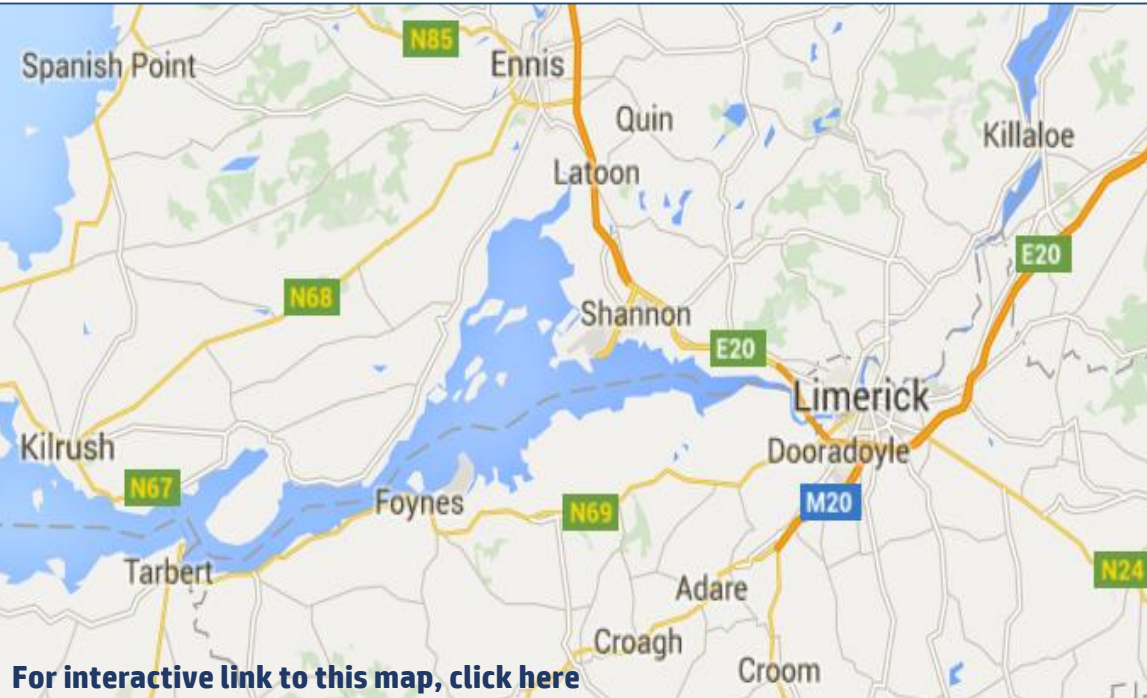 N85
Spanish Point
Ennis
Quin
Killaloe
Latoon
E20
N68
Shannon
E20
Limerick
Kilrush
Dooradoyle
N67
Foynes
N69
M20
Tarbert
N24
Adare
Croagh
Croom
For interactive link to this map, click here